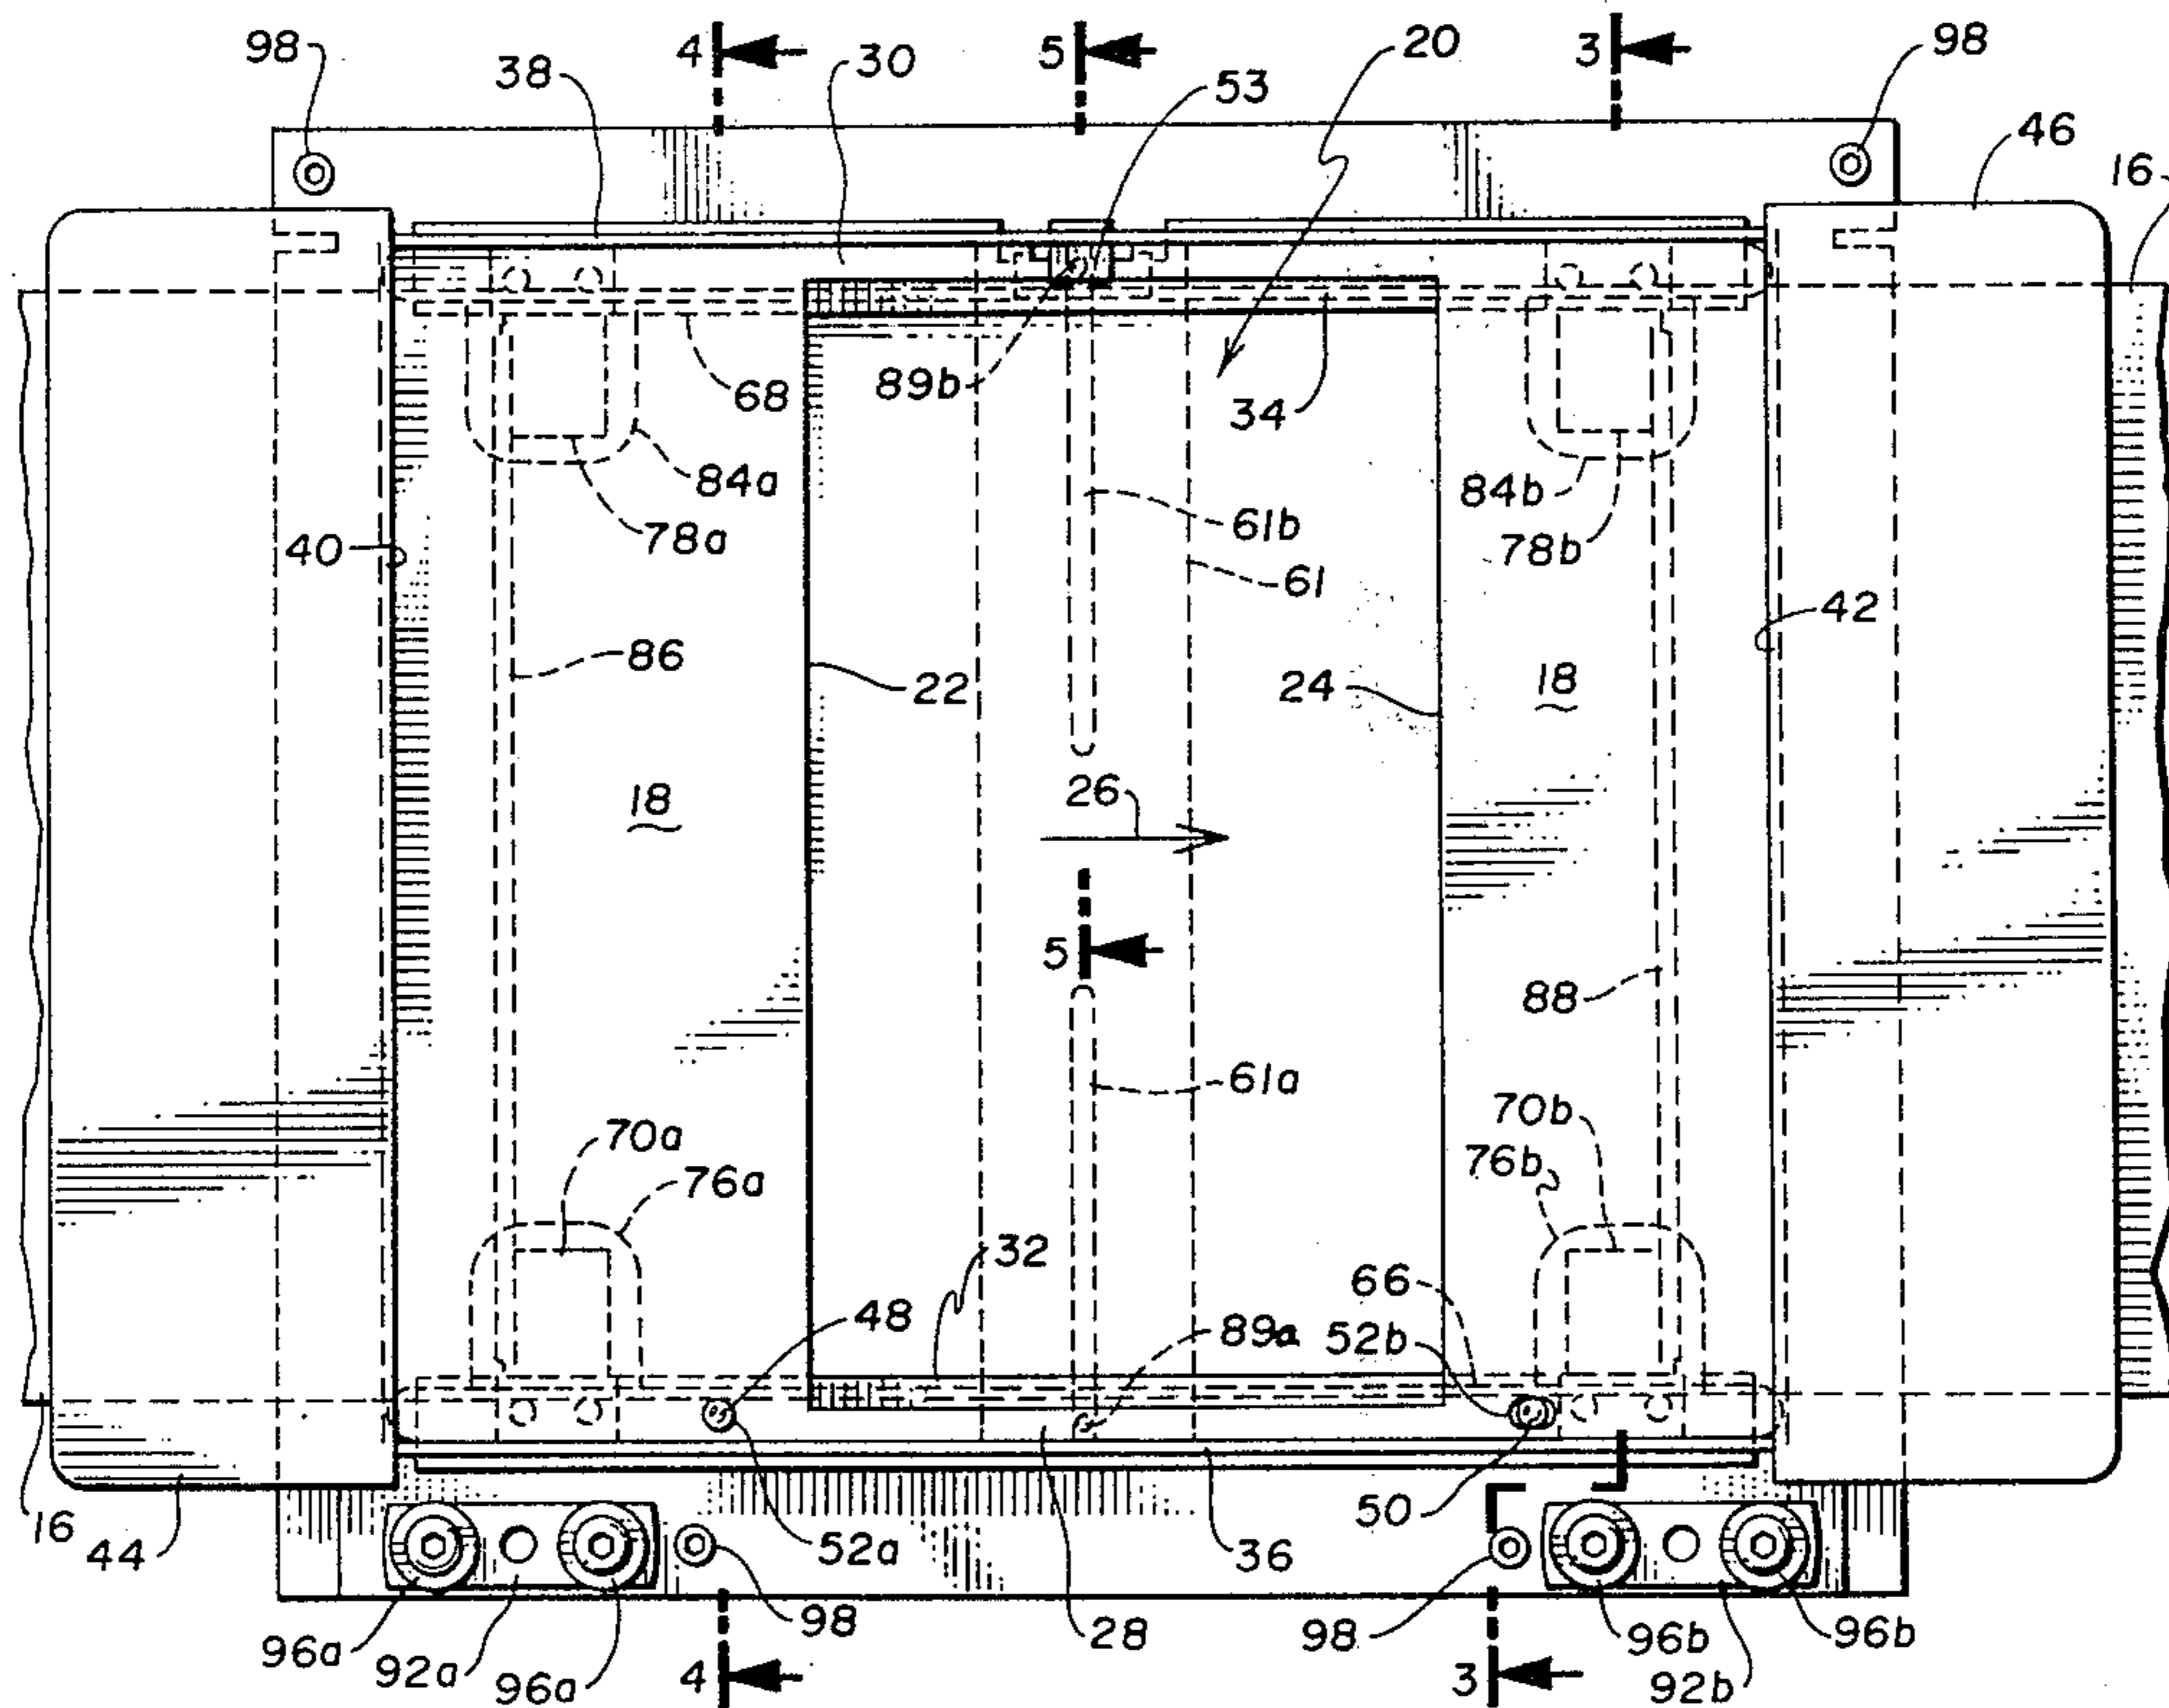 98 4 5 20 3 98
38 30 53 46
16
89b 68 34
84a 84b
61b
40 78a 78b
61
42
86 22 24 18
18 26
5
88
61a
70a 70b
76a 76b
32 66
48 89a 52b
16 44 52a 50 36
98 28 98
96a 92a 96a 96b 96b
4 3 92b